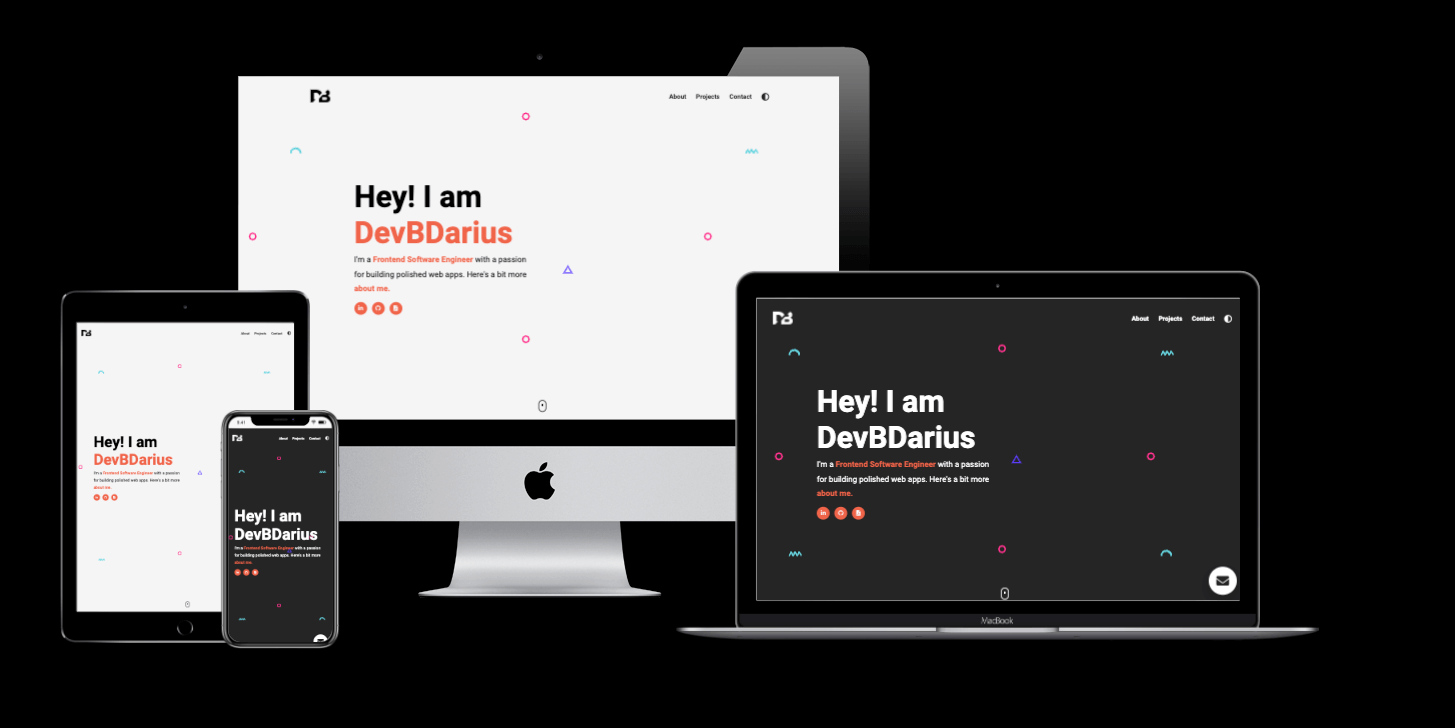 About Projects Contact
Hey! I am
DevBDarius
I'm a Frontend Software Engineer with a passion
for building polished web apps. Here's a bit more
about me.
in
About Projects Contact
Hey! I am
DevBDarius
I'm a Frontend Software Engineer with a passion
for building polished web apps. Here's a bit more
about me.
9:41
About Projects Contact
Hey! I am
DevBDarius
I'm a Frontend Software Engineer with a passion
for building polished web apps. Here's a bit more
about me.
About Projects Contact
Hey! I am
DevBDarius
I'm a Frontend Software Engineer with a passion
for building polished web apps. Here's a bit more
about me.
in
MacBook